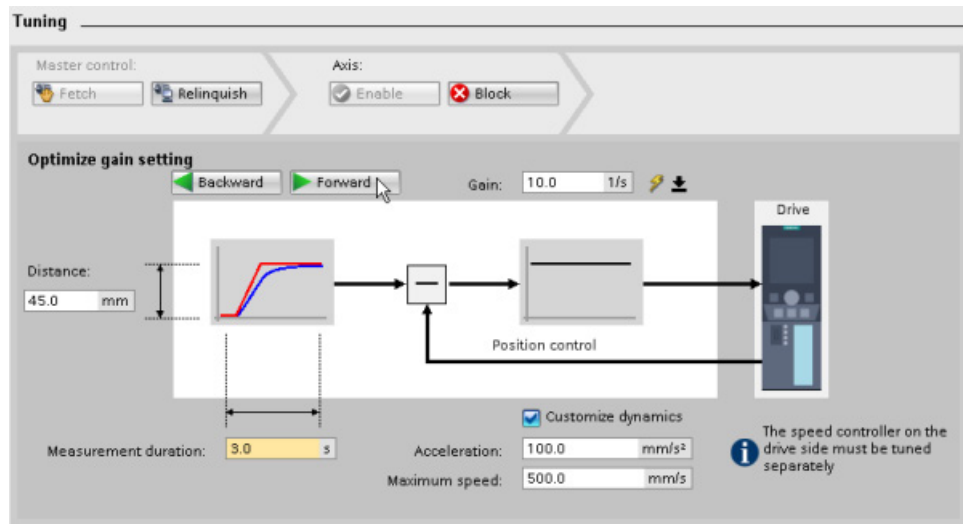 Tuning
Master control:
Axis:
Fetch
Relinquish
Enable
Block
Optimize gain setting
Backward
Forward
Gain:
10.0 1/s
Drive
Distance:
45.0 mm
Position control
Customize dynamics
Measurement duration:
3.0 s
Acceleration:
100.0 mm/s²
Maximum speed:
500.0 mm/s
The speed controller on the
drive side must be tuned
separately